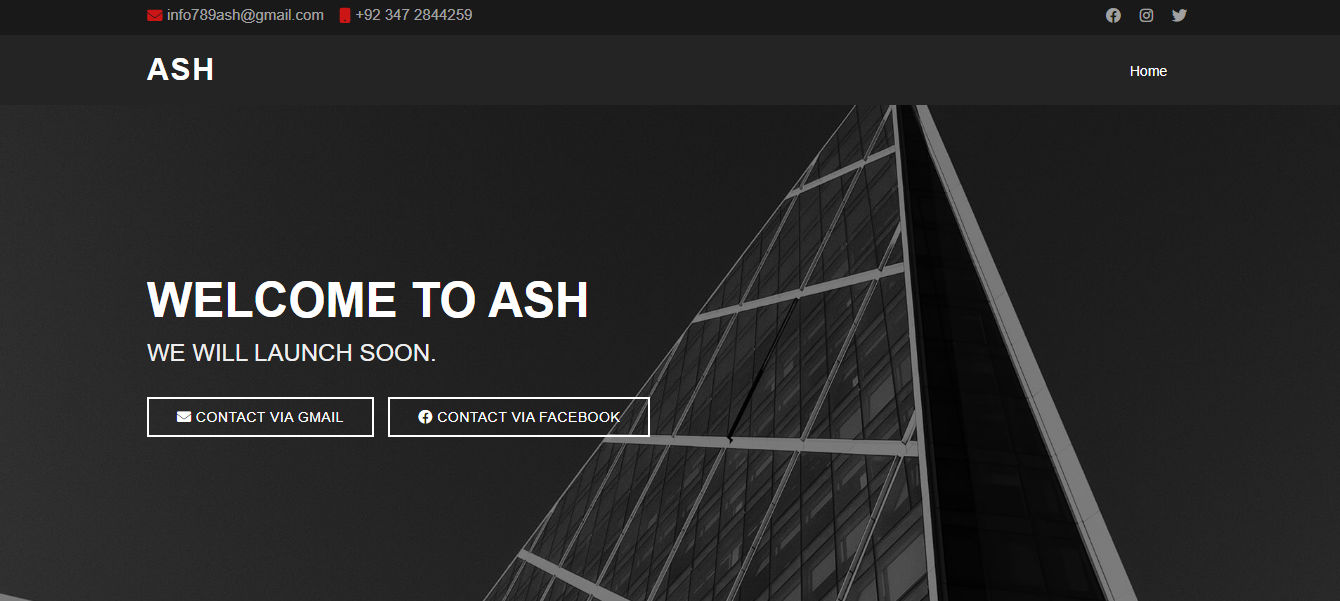 info789ash@gmail.com +92 347 2844259
ASH
Home
WELCOME TO ASH
WE WILL LAUNCH SOON.
CONTACT VIA GMAIL
CONTACT VIA FACEBOOK